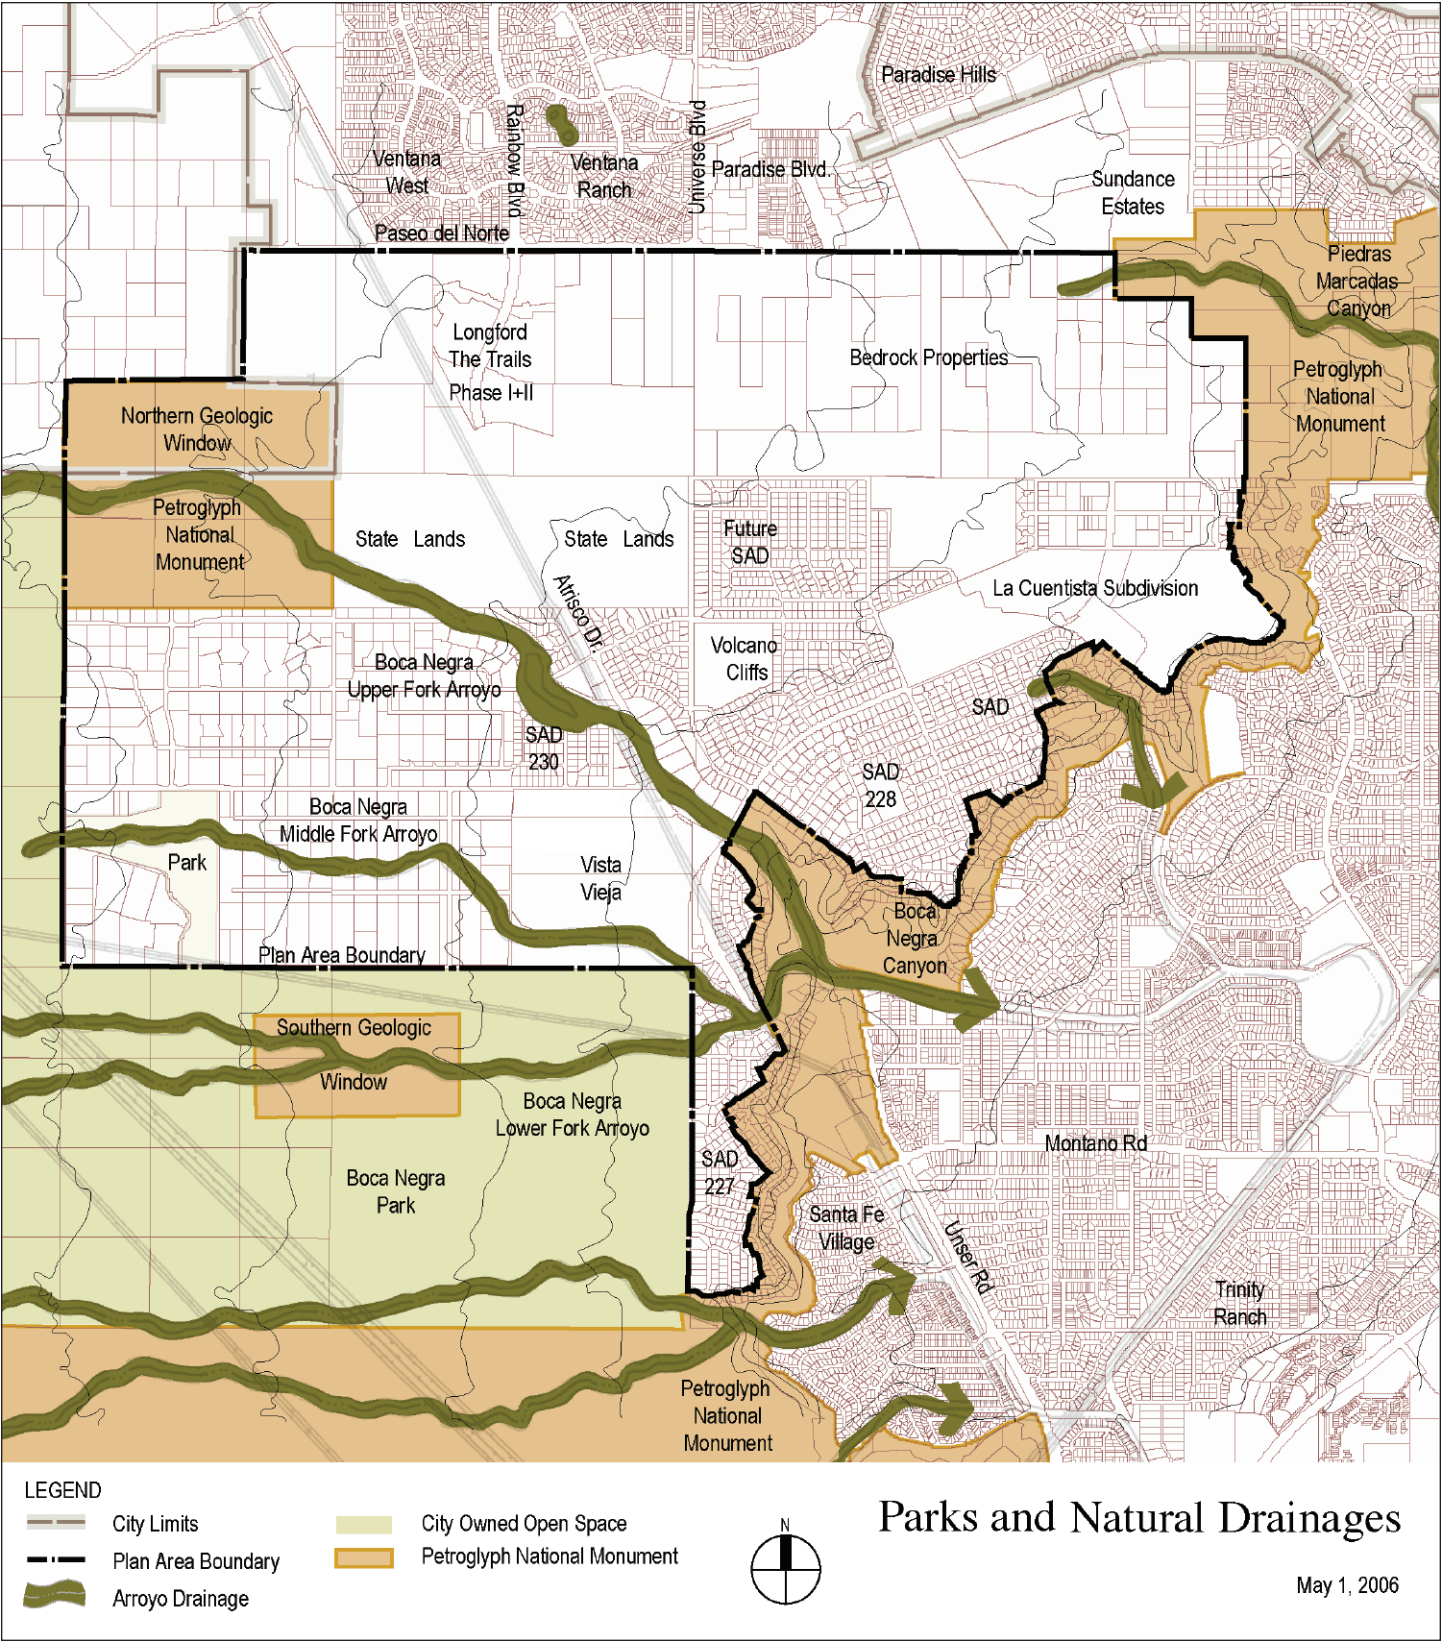 Paradise Hills
Rainbow Blvd
Universe Blvd
Ventana
West
Ventana
Ranch
Paradise Blvd.
Sundance
Estates
Paseo del Norte
Piedras
Marcadas
Canyon
Longford
The Trails
Phase I+II
Bedrock Properties
Petroglyph
National
Monument
Northern Geologic
Window
Petroglyph
National
Monument
State Lands
State Lands
Future
SAD
Atrisco Dr.
La Cuentista Subdivision
Volcano
Cliffs
Boca Negra
Upper Fork Arroyo
SAD
SAD
230
SAD
228
Boca Negra
Middle Fork Arroyo
Park
Vista
Vieja
Boca
Negra
Canyon
Plan Area Boundary
Southern Geologic
Window
Boca Negra
Lower Fork Arroyo
Montano Rd
SAD
227
Boca Negra
Park
Santa Fe
Village
Unser Rd
Trinity
Ranch
Petroglyph
National
Monument
LEGEND
City Limits
Plan Area Boundary
Arroyo Drainage
City Owned Open Space
Petroglyph National Monument
N
Parks and Natural Drainages
May 1, 2006